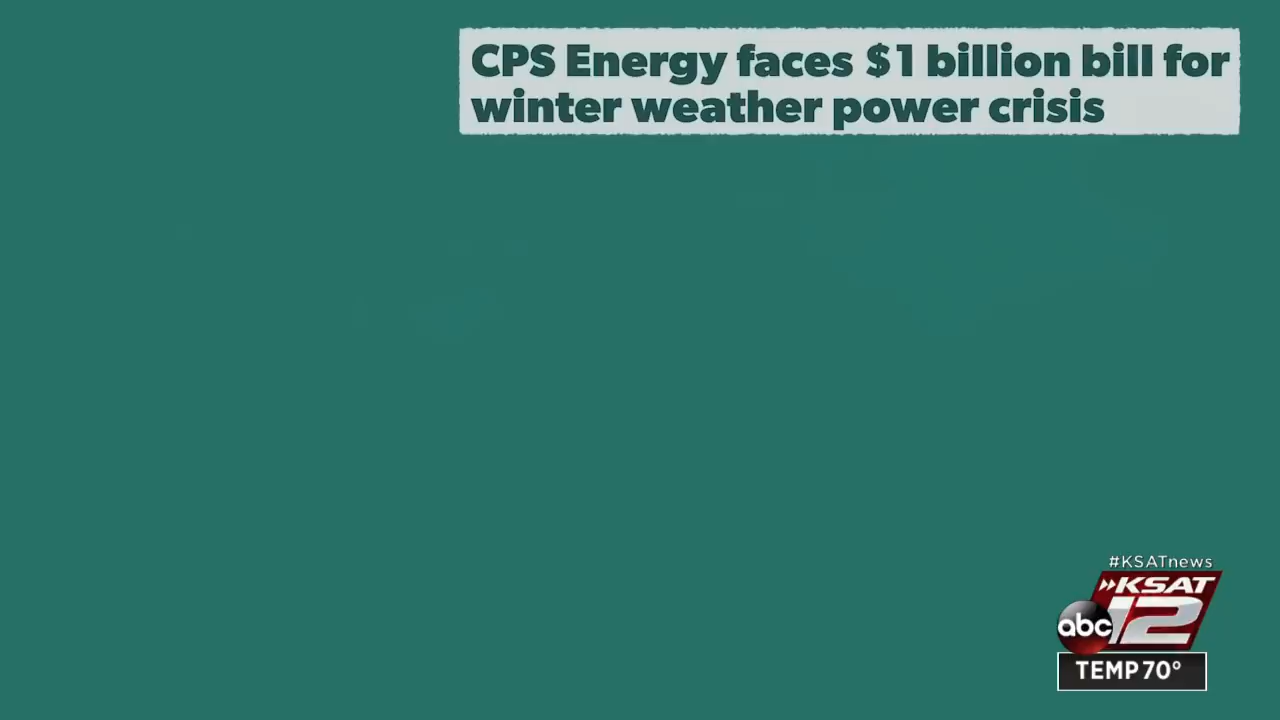 CPS Energy faces $1 billion bill for
winter weather power crisis
#KSATnews
KSAT
abc 12
TEMP 70°